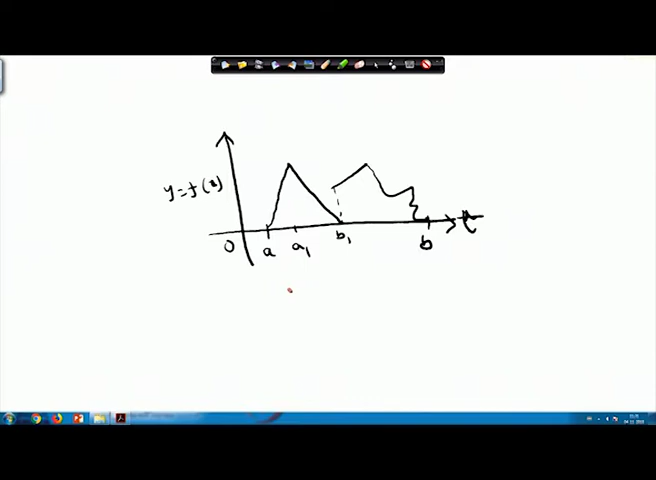 y=f(x)
t
0 a a₁ b₁ b